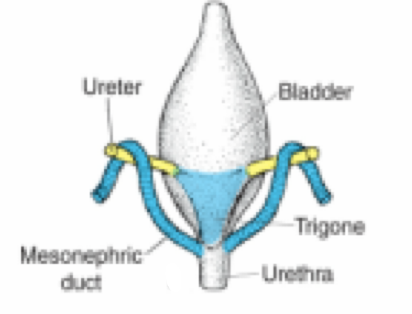 Ureter
Bladder
Trigone
Mesonephric
duct
Urethra